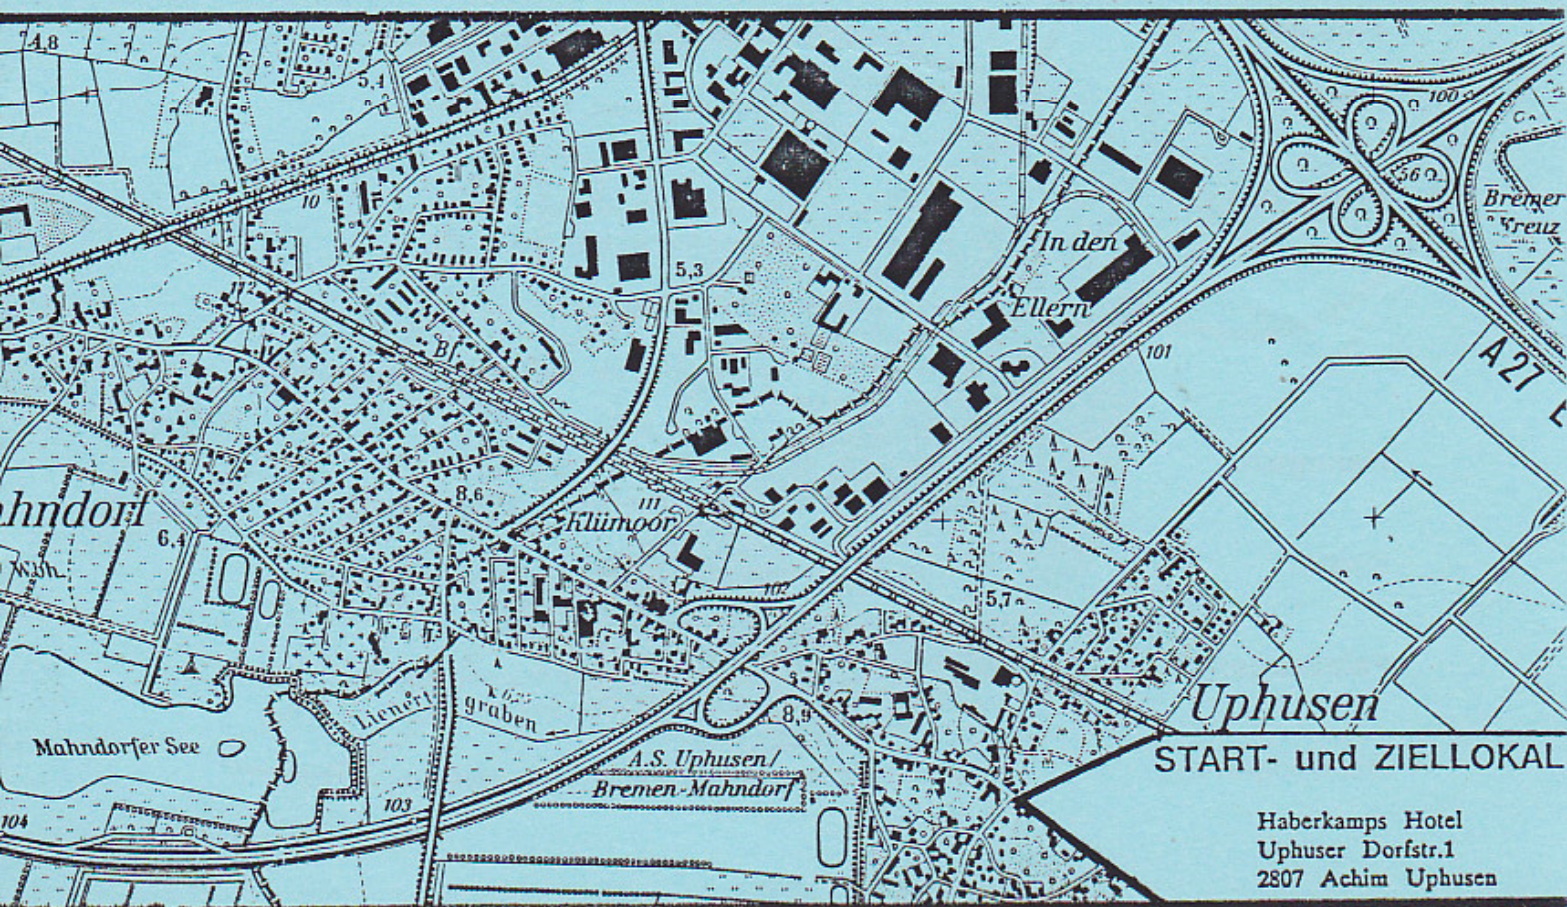 4,8
5,1
100
10
56
Bremer
Kreuz
In den
5,3
Ellern
101
Bf
A 27
8,6
111
Klümoor
6,4
102
5,7
Uphusen
Lienert
graben
8,9
Mahndorfer See
A.S. Uphusen/
Bremen-Mahndorf
103
104
START- und ZIELLOKAL
Haberkamps Hotel
Uphuser Dorfstr.1
2807 Achim Uphusen